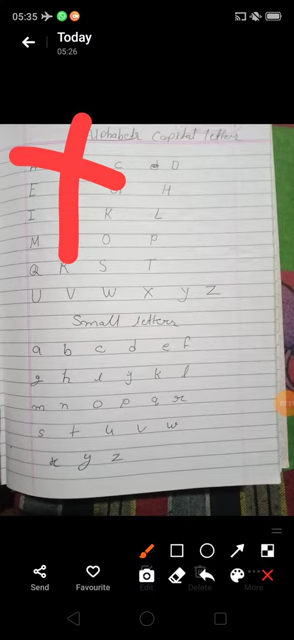 05:35
Today
05:26
Alphabets Capital letters
C D
E H
I K L
M O P
Q R S T
U V W X Y Z
Small letters
a b c d e f
g h i j k l
m n o p q r
s t u v w
x y z
Send Favourite Edit Delete More